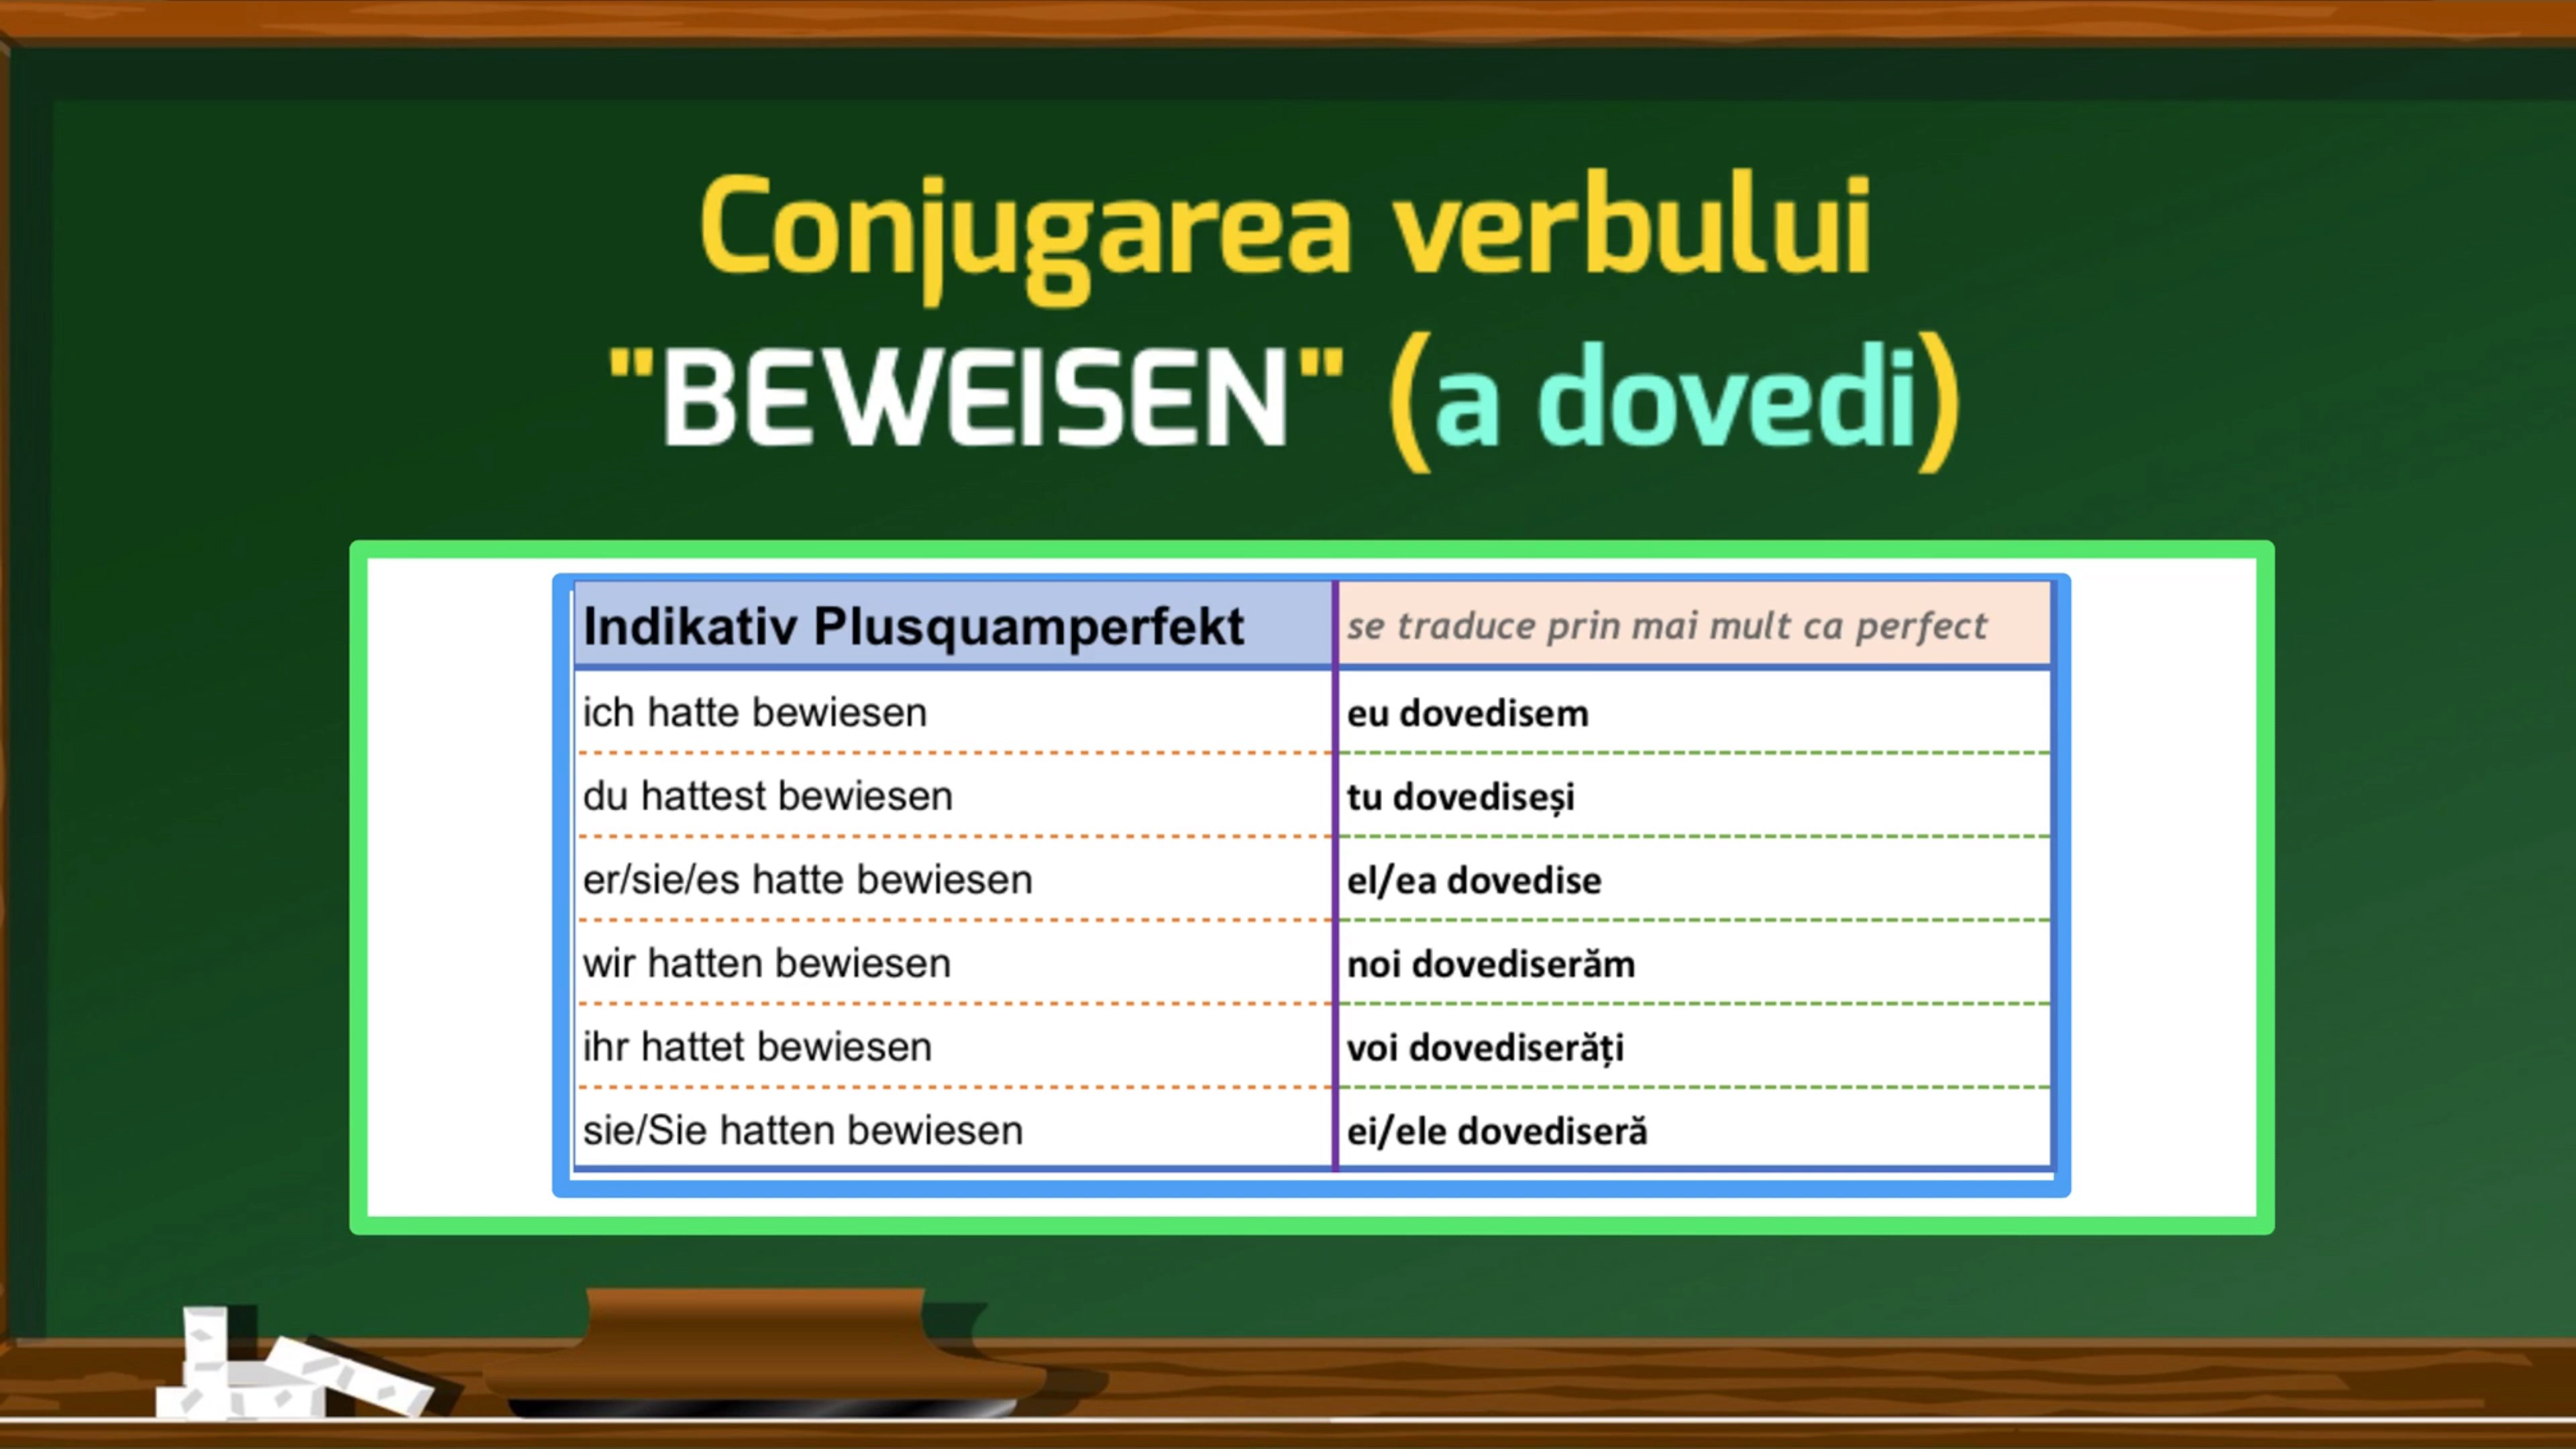 Conjugarea verbului
"BEWEISEN" (a dovedi)
Indikativ Plusquamperfekt se traduce prin mai mult ca perfect
ich hatte bewiesen eu dovedisem
du hattest bewiesen tu dovediseși
er/sie/es hatte bewiesen el/ea dovedise
wir hatten bewiesen noi dovediserăm
ihr hattet bewiesen voi dovediserăți
sie/Sie hatten bewiesen ei/ele dovediseră